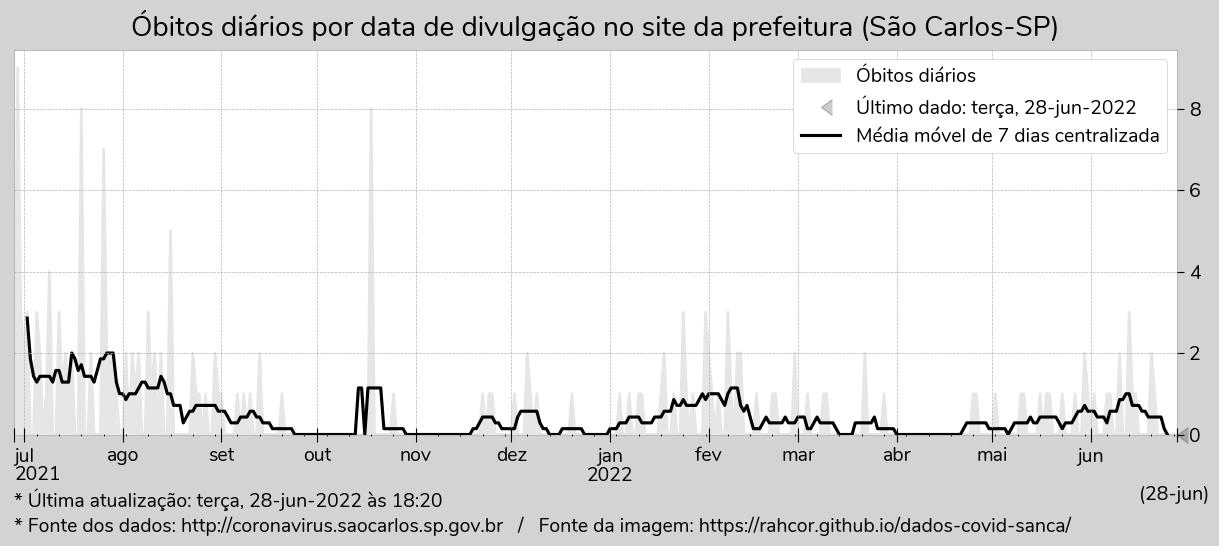 Óbitos diários por data de divulgação no site da prefeitura (São Carlos-SP)
Óbitos diários
Último dado: terça, 28-jun-2022
Média móvel de 7 dias centralizada
8
6
4
2
0
jul ago set out nov dez jan fev mar abr mai jun
2021 2022
(28-jun)
* Última atualização: terça, 28-jun-2022 às 18:20
* Fonte dos dados: http://coronavirus.saocarlos.sp.gov.br / Fonte da imagem: https://rahcor.github.io/dados-covid-sanca/